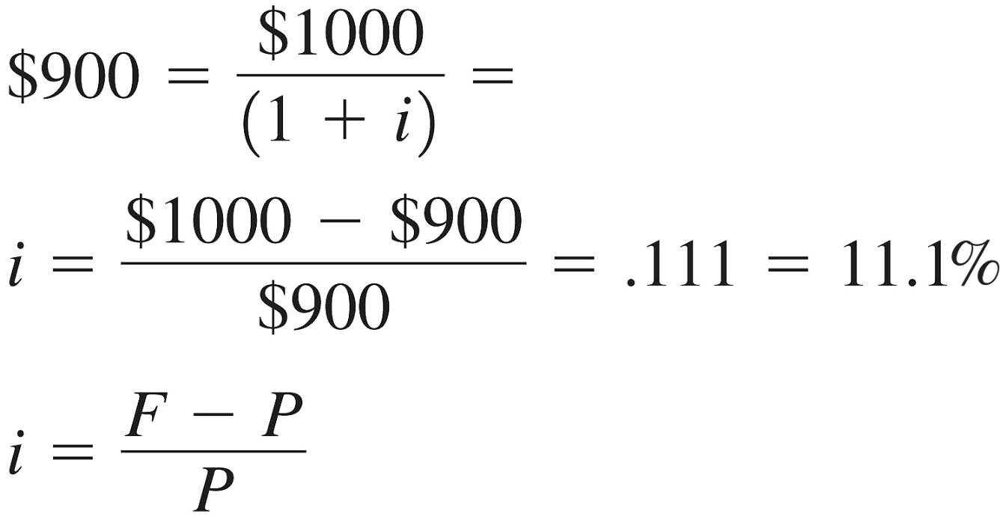 $900 = $1000 / (1 + i) =
i = $1000 − $900 / $900 = .111 = 11.1%
i = F − P / P